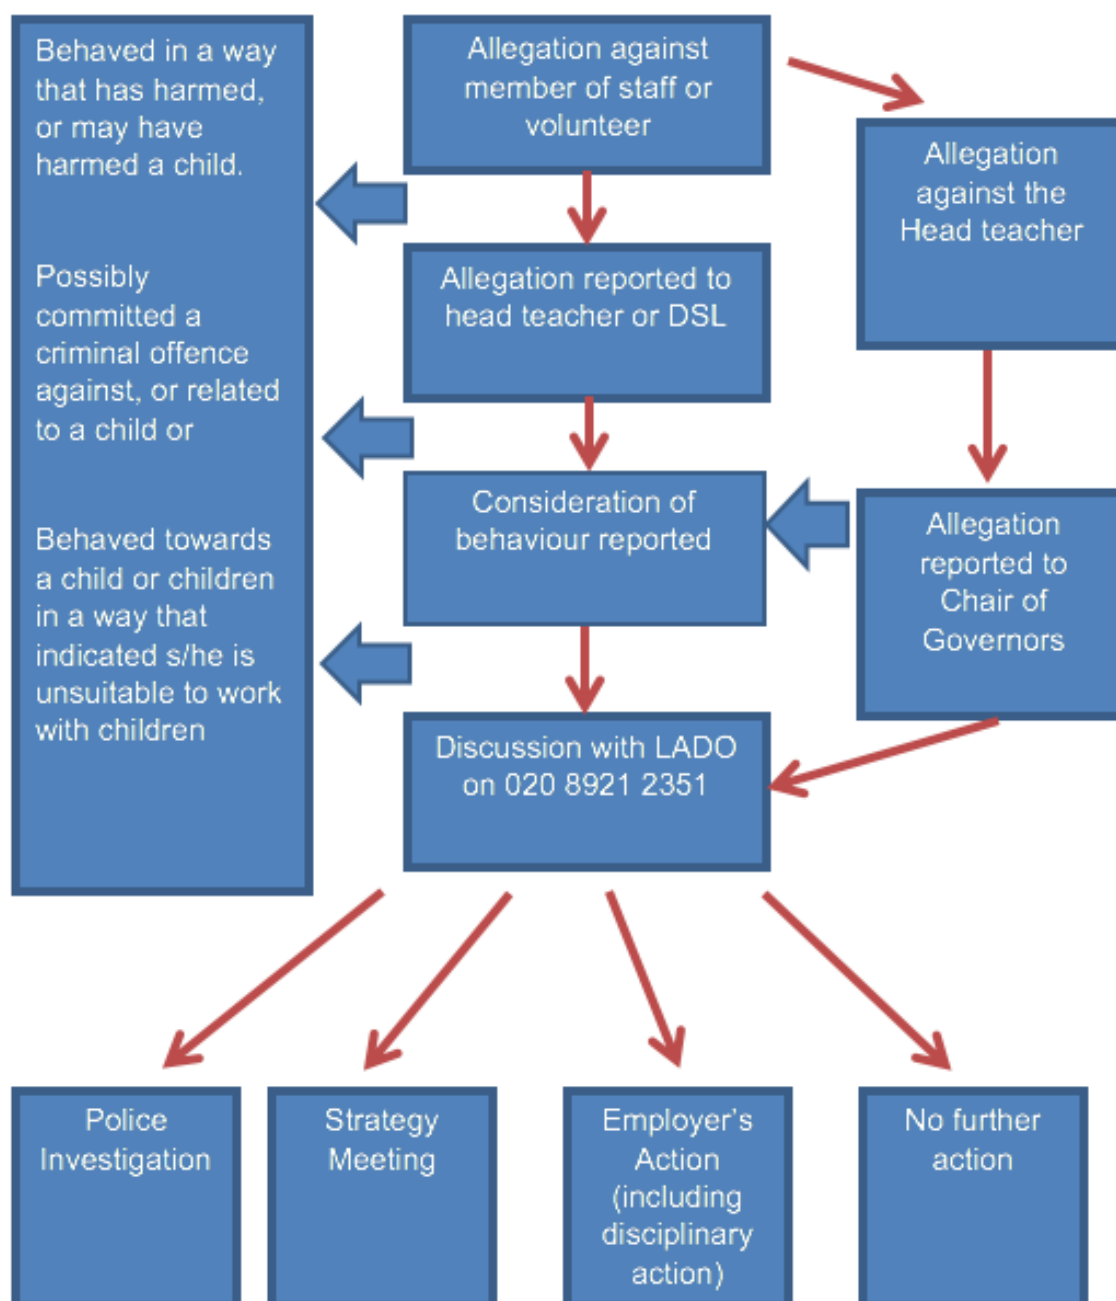 Behaved in a way
that has harmed,
or may have
harmed a child.
Possibly
committed a
criminal offence
against, or related
to a child or
Behaved towards
a child or children
in a way that
indicated s/he is
unsuitable to work
with children
Allegation against
member of staff or
volunteer
Allegation
against the
Head teacher
Allegation reported to
head teacher or DSL
Consideration of
behaviour reported
Allegation
reported to
Chair of
Governors
Discussion with LADO
on 020 8921 2351
Police
Investigation
Strategy
Meeting
Employer’s
Action
(including
disciplinary
action)
No further
action